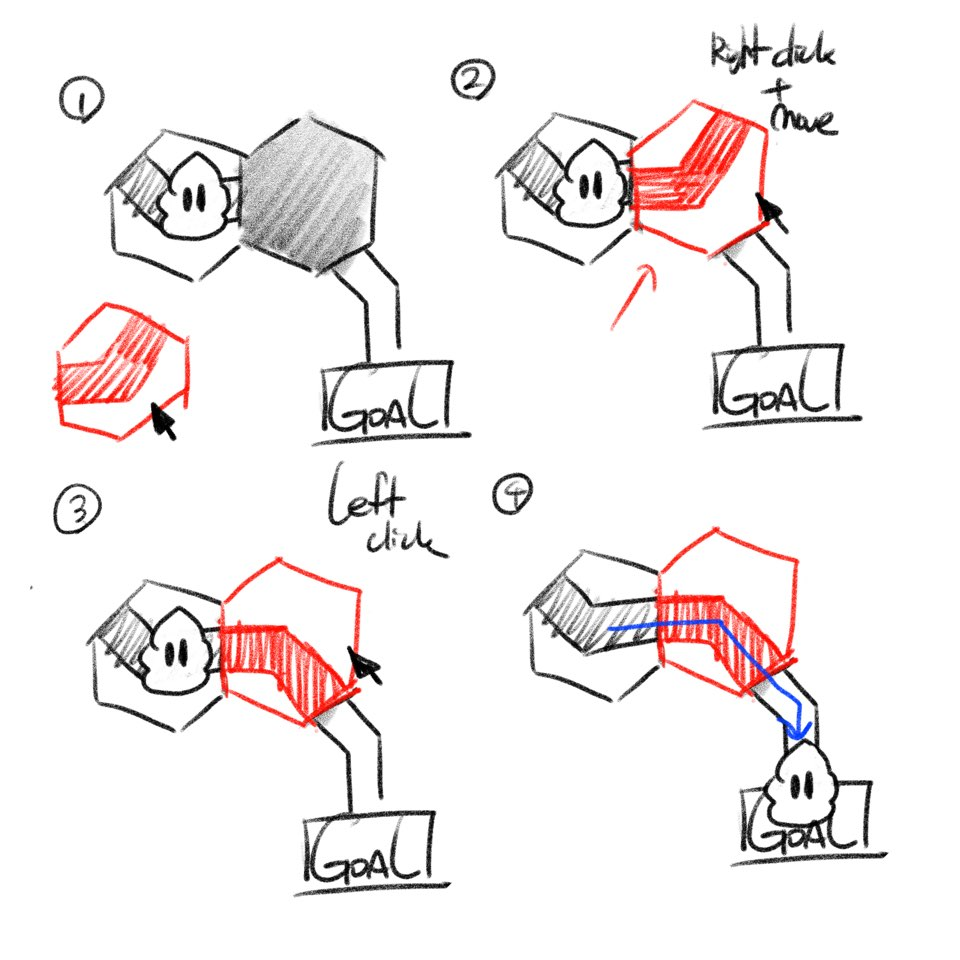 ①
②
Right click
+
move
GOAL
GOAL
③
Left
click
④
GOAL
GOAL